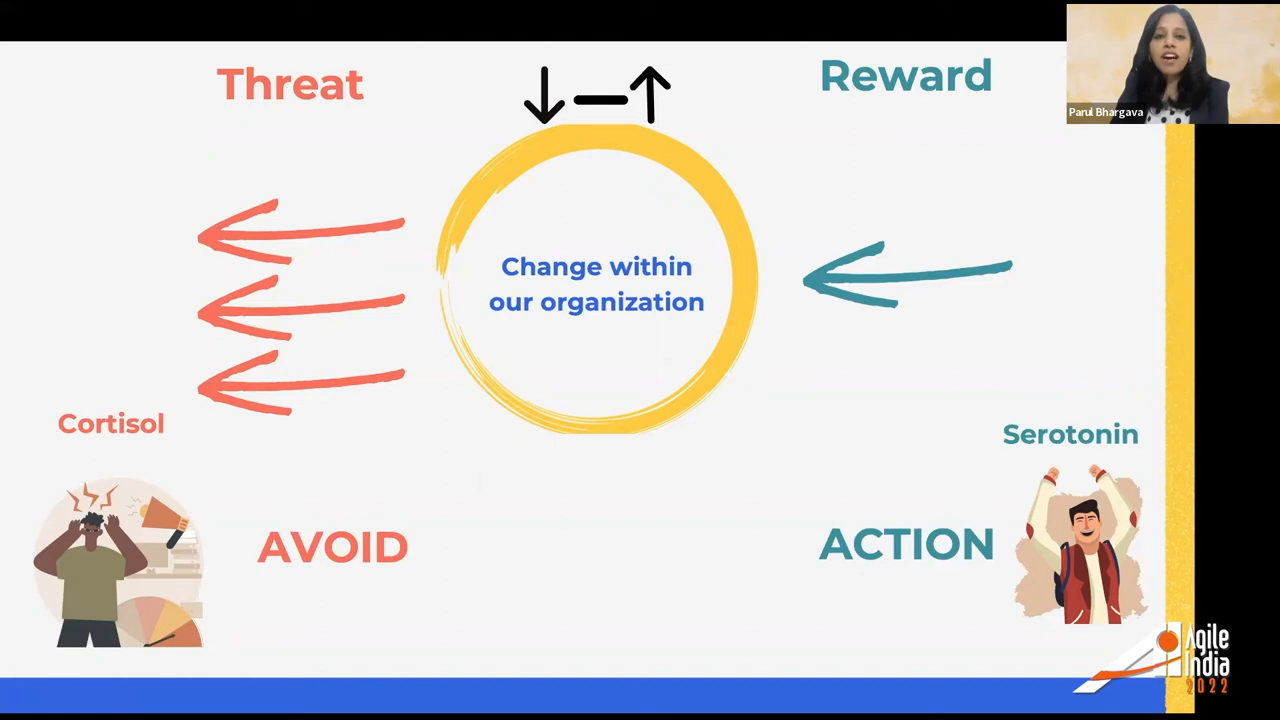 Threat
Reward
Parul Bhargava
Change within
our organization
Cortisol
Serotonin
AVOID
ACTION
Agile
India
2022